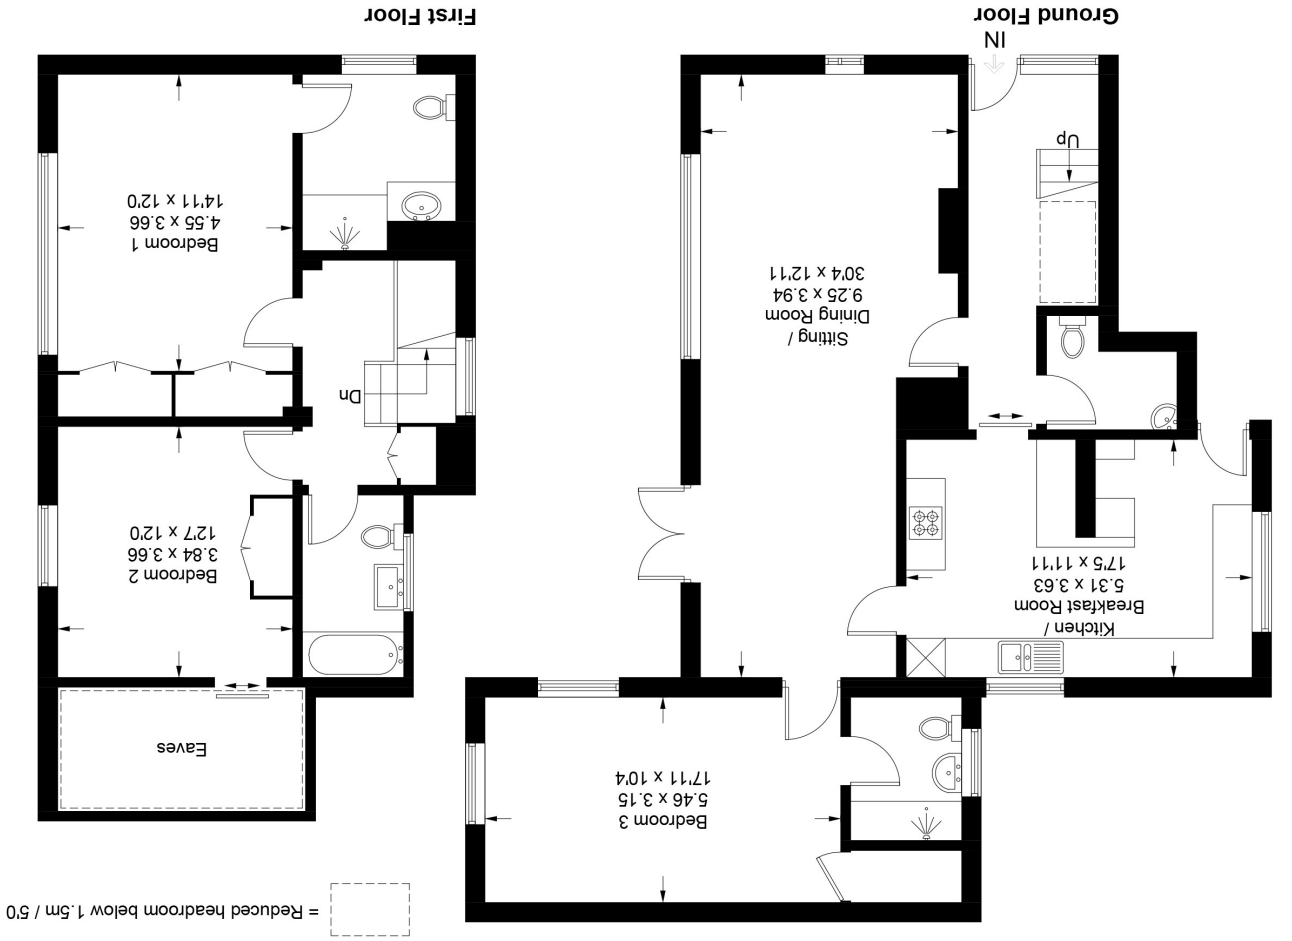 = Reduced headroom below 1.5m / 5'0
Bedroom 3
5.46 x 3.15
17'11 x 10'4
Eaves
Kitchen /
Breakfast Room
5.31 x 3.63
17'5 x 11'11
Bedroom 2
3.84 x 3.66
12'7 x 12'0
Dn
Sitting /
Dining Room
9.25 x 3.94
30'4 x 12'11
Bedroom 1
4.55 x 3.66
14'11 x 12'0
Up
IN
Ground Floor
First Floor